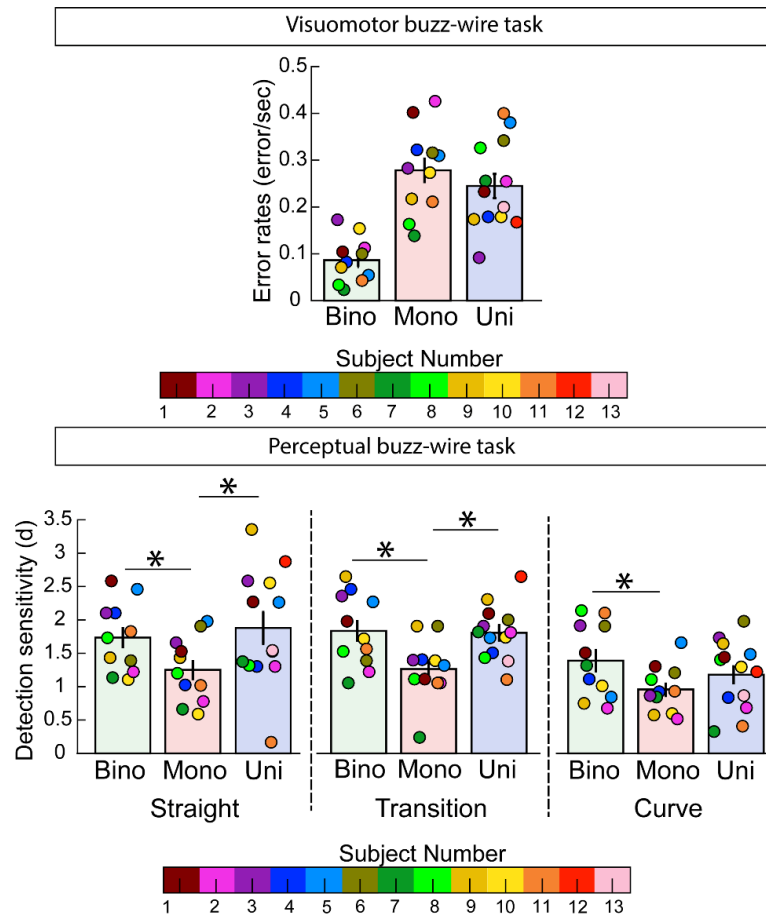 Visuomotor buzz-wire task
0.5
0.4
0.3
0.2
0.1
0
Error rates (error/sec)
Bino Mono Uni
Subject Number
1 2 3 4 5 6 7 8 9 10 11 12 13
Perceptual buzz-wire task
3.5
3
2.5
2
1.5
1
0.5
0
Detection sensitivity (d)
* * * * *
Bino Mono Uni Bino Mono Uni Bino Mono Uni
Straight Transition Curve
Subject Number
1 2 3 4 5 6 7 8 9 10 11 12 13